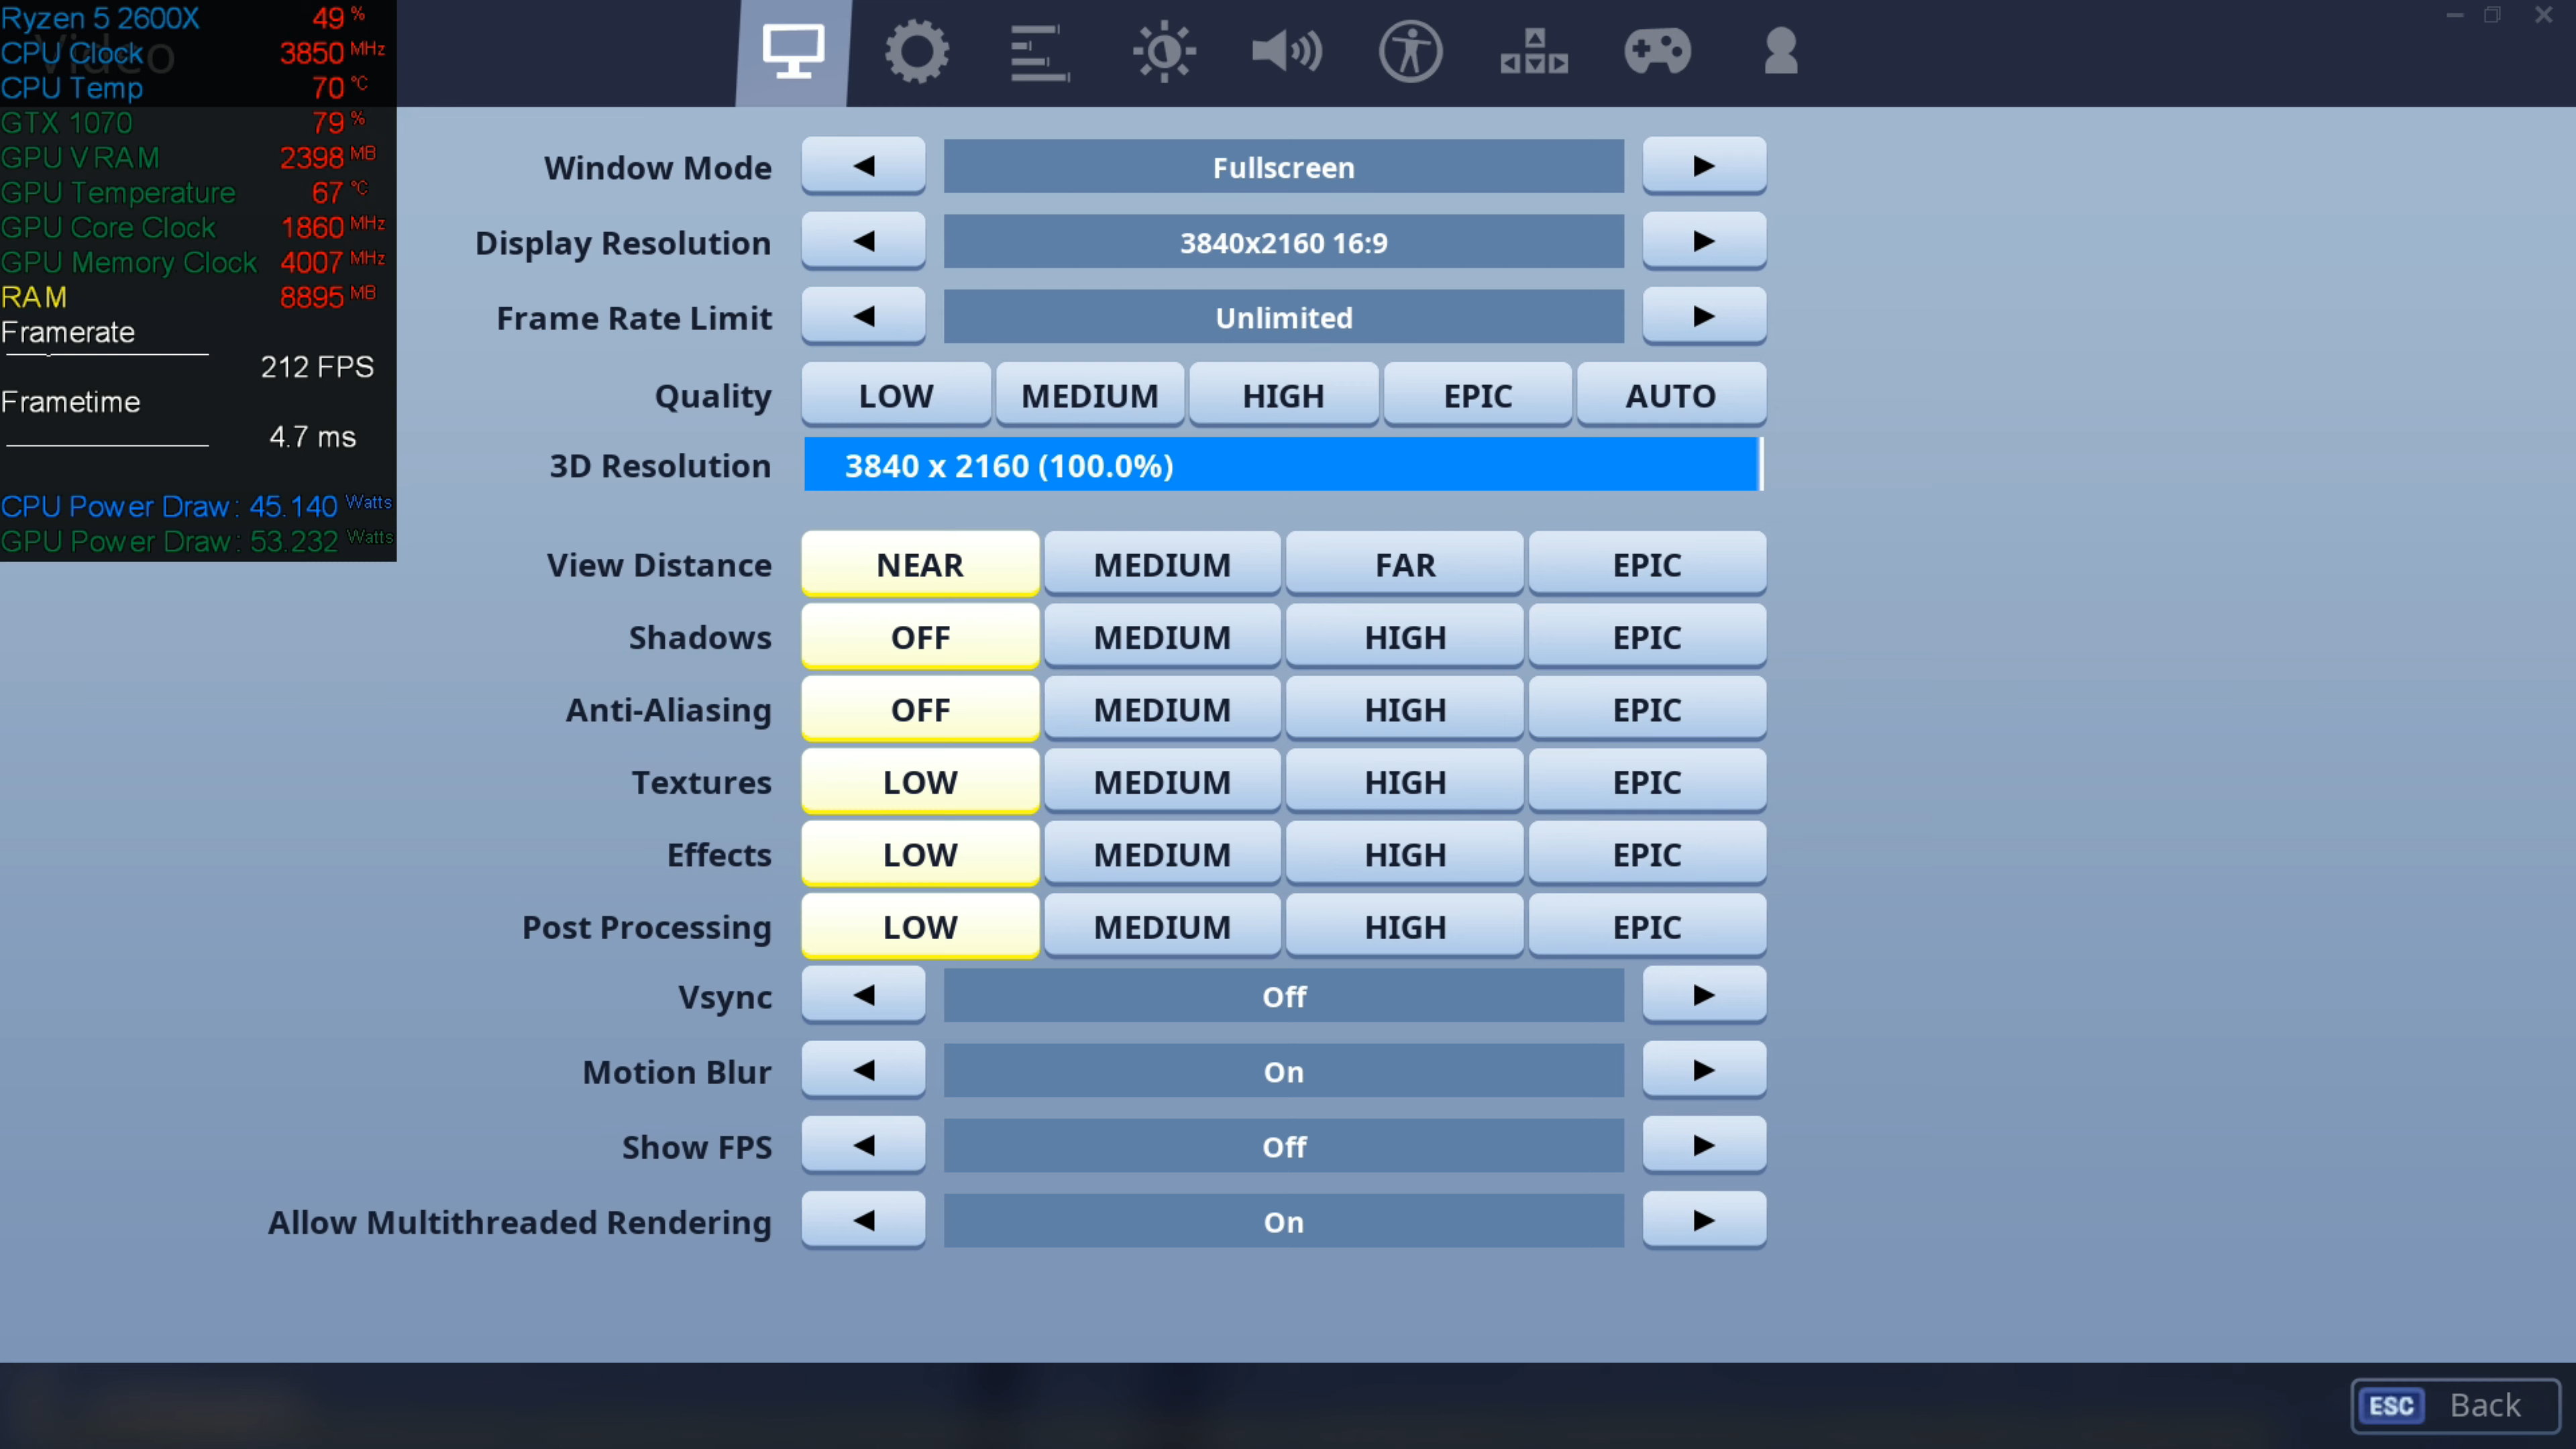 Video
Ryzen 5 2600X 49 %
CPU Clock 3850 MHz
CPU Temp 70 °C
GTX 1070 79 %
GPU VRAM 2398 MB
GPU Temperature 67 °C
GPU Core Clock 1860 MHz
GPU Memory Clock 4007 MHz
RAM 8895 MB
Framerate
212 FPS
Frametime
4.7 ms
CPU Power Draw : 45.140 Watts
GPU Power Draw : 53.232 Watts
Window Mode Fullscreen
Display Resolution 3840x2160 16:9
Frame Rate Limit Unlimited
Quality LOW MEDIUM HIGH EPIC AUTO
3D Resolution 3840 x 2160 (100.0%)
View Distance NEAR MEDIUM FAR EPIC
Shadows OFF MEDIUM HIGH EPIC
Anti-Aliasing OFF MEDIUM HIGH EPIC
Textures LOW MEDIUM HIGH EPIC
Effects LOW MEDIUM HIGH EPIC
Post Processing LOW MEDIUM HIGH EPIC
Vsync Off
Motion Blur On
Show FPS Off
Allow Multithreaded Rendering On
ESC Back